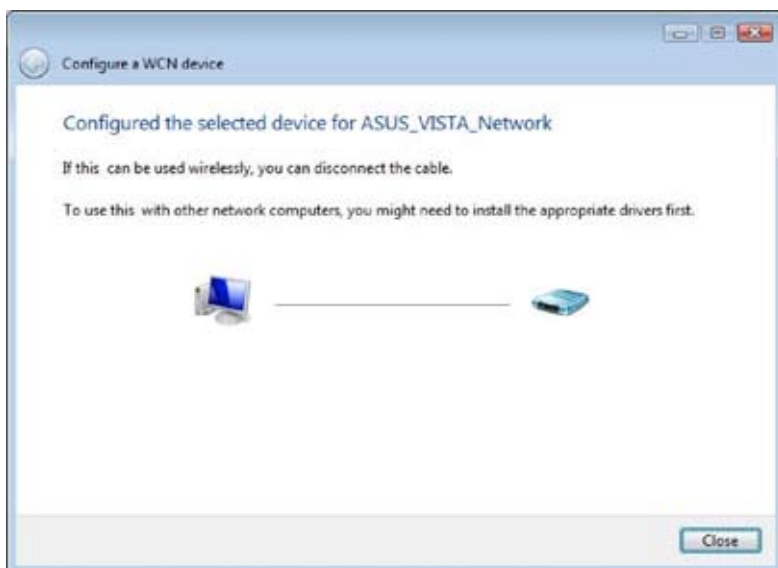 Configure a WCN device
Configured the selected device for ASUS_VISTA_Network
If this can be used wirelessly, you can disconnect the cable.
To use this with other network computers, you might need to install the appropriate drivers first.
Close